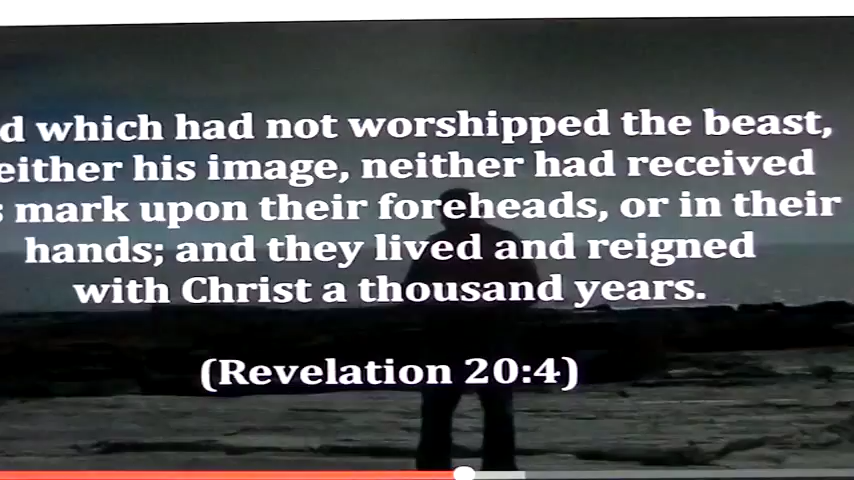 d which had not worshipped the beast,
either his image, neither had received
s mark upon their foreheads, or in their
hands; and they lived and reigned
with Christ a thousand years.
(Revelation 20:4)